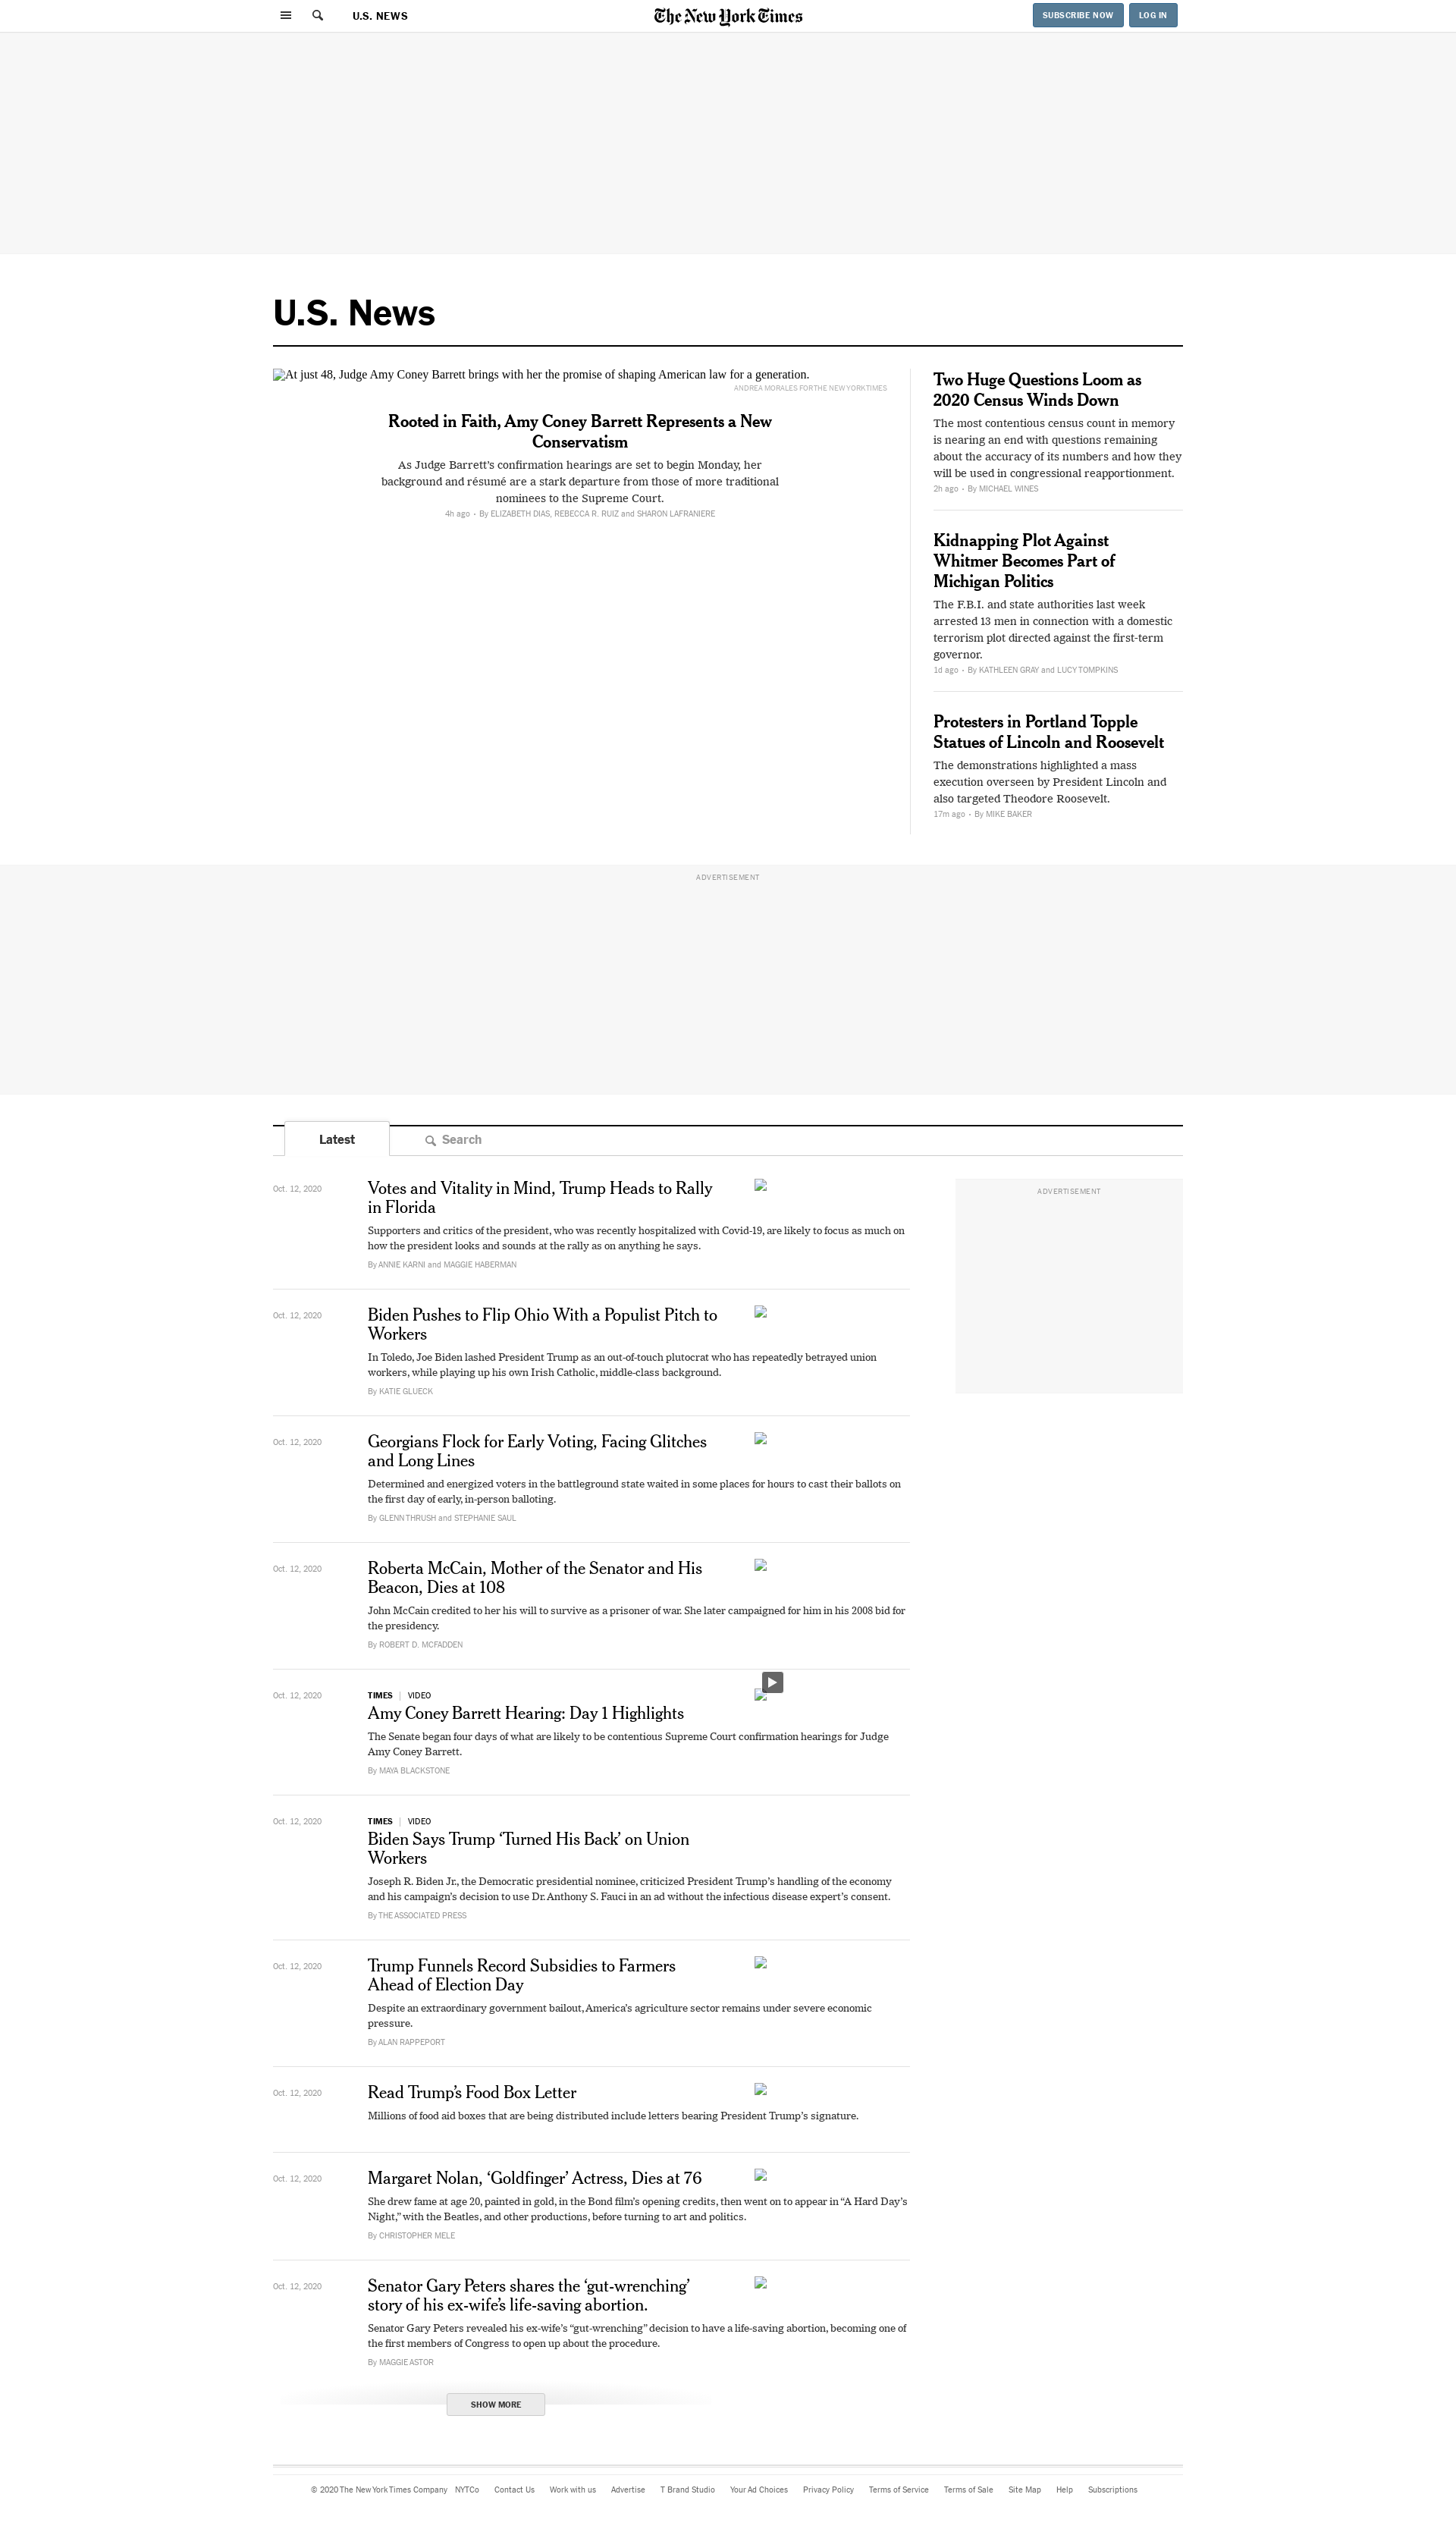 U.S. NEWS
The New York Times
SUBSCRIBE NOW
LOG IN
U.S. News
At just 48, Judge Amy Coney Barrett brings with her the promise of shaping American law for a generation.
ANDREA MORALES FOR THE NEW YORK TIMES
Rooted in Faith, Amy Coney Barrett Represents a New
Conservatism
As Judge Barrett’s confirmation hearings are set to begin Monday, her
background and résumé are a stark departure from those of more traditional
nominees to the Supreme Court.
4h ago • By ELIZABETH DIAS, REBECCA R. RUIZ and SHARON LAFRANIERE
Two Huge Questions Loom as
2020 Census Winds Down
The most contentious census count in memory
is nearing an end with questions remaining
about the accuracy of its numbers and how they
will be used in congressional reapportionment.
2h ago • By MICHAEL WINES
Kidnapping Plot Against
Whitmer Becomes Part of
Michigan Politics
The F.B.I. and state authorities last week
arrested 13 men in connection with a domestic
terrorism plot directed against the first-term
governor.
1d ago • By KATHLEEN GRAY and LUCY TOMPKINS
Protesters in Portland Topple
Statues of Lincoln and Roosevelt
The demonstrations highlighted a mass
execution overseen by President Lincoln and
also targeted Theodore Roosevelt.
17m ago • By MIKE BAKER
ADVERTISEMENT
Latest
Search
Oct. 12, 2020
Votes and Vitality in Mind, Trump Heads to Rally
in Florida
Supporters and critics of the president, who was recently hospitalized with Covid-19, are likely to focus as much on
how the president looks and sounds at the rally as on anything he says.
By ANNIE KARNI and MAGGIE HABERMAN
ADVERTISEMENT
Oct. 12, 2020
Biden Pushes to Flip Ohio With a Populist Pitch to
Workers
In Toledo, Joe Biden lashed President Trump as an out-of-touch plutocrat who has repeatedly betrayed union
workers, while playing up his own Irish Catholic, middle-class background.
By KATIE GLUECK
Oct. 12, 2020
Georgians Flock for Early Voting, Facing Glitches
and Long Lines
Determined and energized voters in the battleground state waited in some places for hours to cast their ballots on
the first day of early, in-person balloting.
By GLENN THRUSH and STEPHANIE SAUL
Oct. 12, 2020
Roberta McCain, Mother of the Senator and His
Beacon, Dies at 108
John McCain credited to her his will to survive as a prisoner of war. She later campaigned for him in his 2008 bid for
the presidency.
By ROBERT D. MCFADDEN
Oct. 12, 2020
TIMES | VIDEO
Amy Coney Barrett Hearing: Day 1 Highlights
The Senate began four days of what are likely to be contentious Supreme Court confirmation hearings for Judge
Amy Coney Barrett.
By MAYA BLACKSTONE
Oct. 12, 2020
TIMES | VIDEO
Biden Says Trump ‘Turned His Back’ on Union
Workers
Joseph R. Biden Jr., the Democratic presidential nominee, criticized President Trump’s handling of the economy
and his campaign’s decision to use Dr. Anthony S. Fauci in an ad without the infectious disease expert’s consent.
By THE ASSOCIATED PRESS
Oct. 12, 2020
Trump Funnels Record Subsidies to Farmers
Ahead of Election Day
Despite an extraordinary government bailout, America’s agriculture sector remains under severe economic
pressure.
By ALAN RAPPEPORT
Oct. 12, 2020
Read Trump’s Food Box Letter
Millions of food aid boxes that are being distributed include letters bearing President Trump’s signature.
Oct. 12, 2020
Margaret Nolan, ‘Goldfinger’ Actress, Dies at 76
She drew fame at age 20, painted in gold, in the Bond film’s opening credits, then went on to appear in “A Hard Day’s
Night,” with the Beatles, and other productions, before turning to art and politics.
By CHRISTOPHER MELE
Oct. 12, 2020
Senator Gary Peters shares the ‘gut-wrenching’
story of his ex-wife’s life-saving abortion.
Senator Gary Peters revealed his ex-wife’s “gut-wrenching” decision to have a life-saving abortion, becoming one of
the first members of Congress to open up about the procedure.
By MAGGIE ASTOR
SHOW MORE
© 2020 The New York Times Company NYTCo Contact Us Work with us Advertise T Brand Studio Your Ad Choices Privacy Policy Terms of Service Terms of Sale Site Map Help Subscriptions